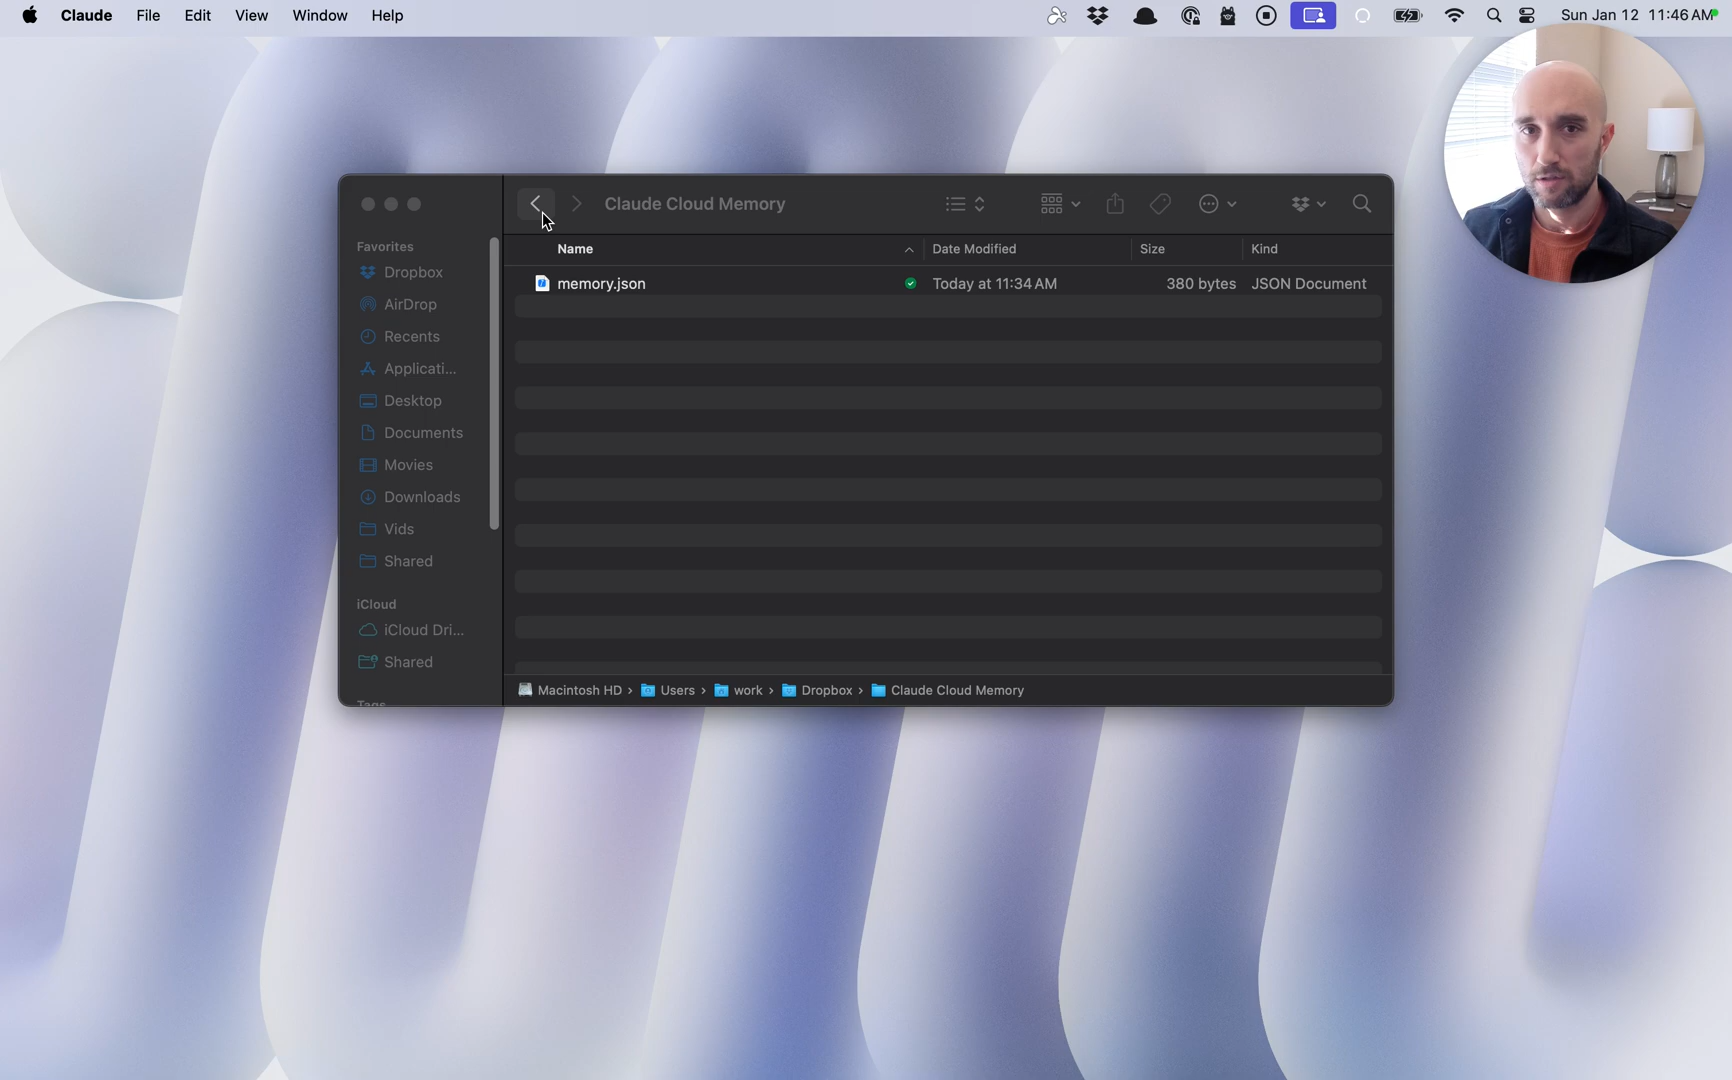 Claude File Edit View Window Help Sun Jan 12 11:46 AM
Claude Cloud Memory
Favorites
Dropbox
AirDrop
Recents
Applicati...
Desktop
Documents
Movies
Downloads
Vids
Shared
iCloud
iCloud Dri...
Shared
Tags
Name Date Modified Size Kind
memory.json Today at 11:34 AM 380 bytes JSON Document
Macintosh HD › Users › work › Dropbox › Claude Cloud Memory